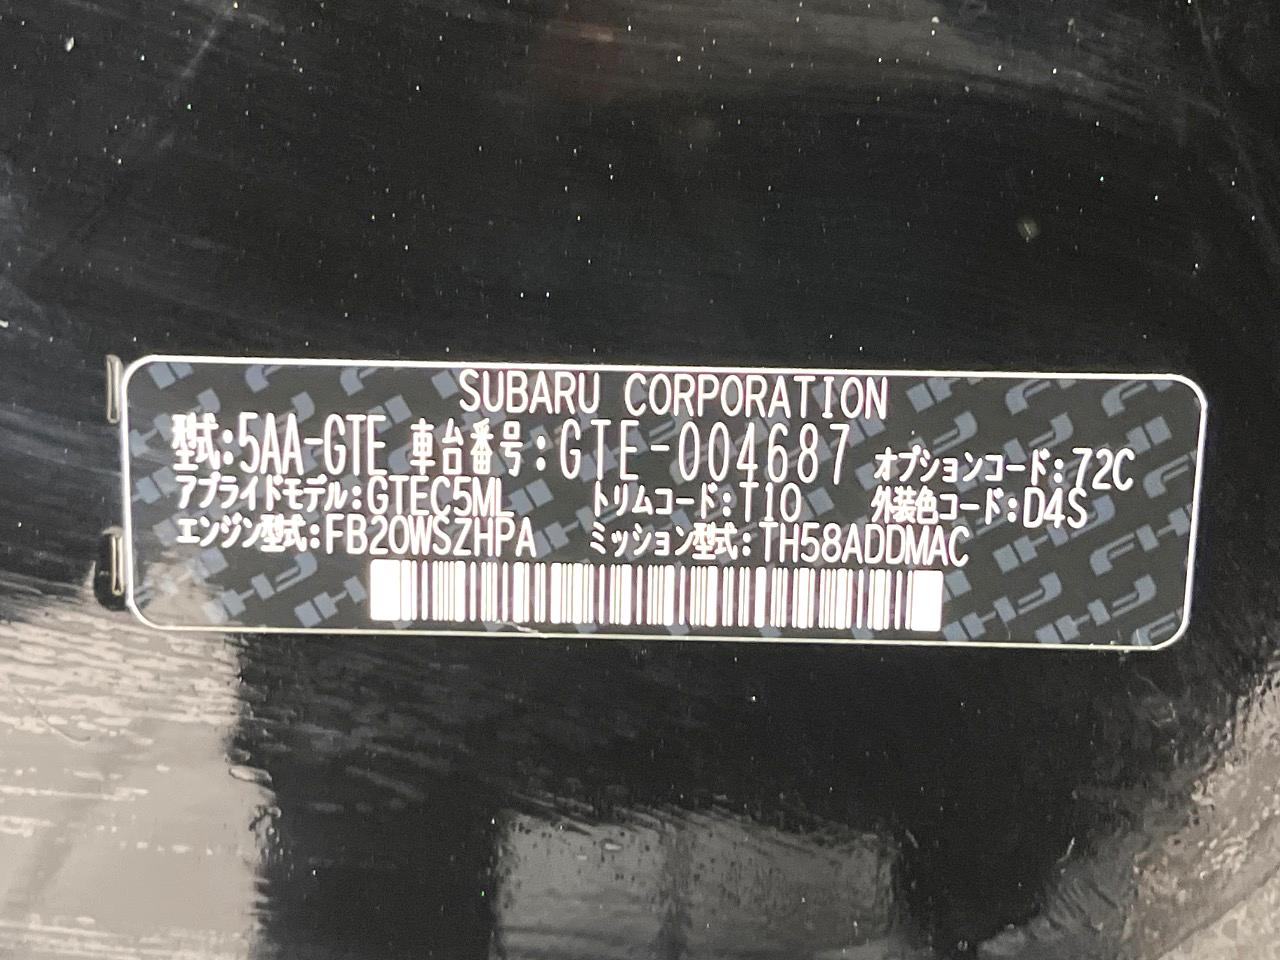 SUBARU CORPORATION
型式:5AA-GTE 車台番号:GTE-004687 オプションコード:72C
アプライドモデル:GTEC5ML トリムコード:T10 外装色コード:D4S
エンジン型式:FB20WSZHPA ミッション型式:TH58ADDMAC